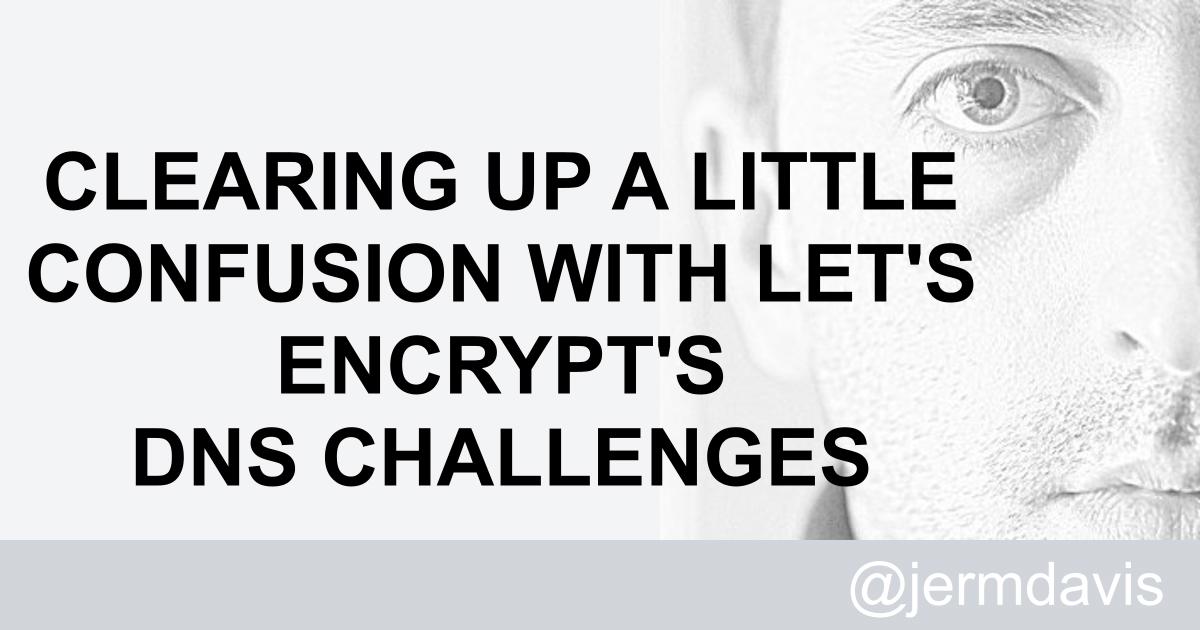 CLEARING UP A LITTLE
CONFUSION WITH LET'S
ENCRYPT'S
DNS CHALLENGES
@jermdavis